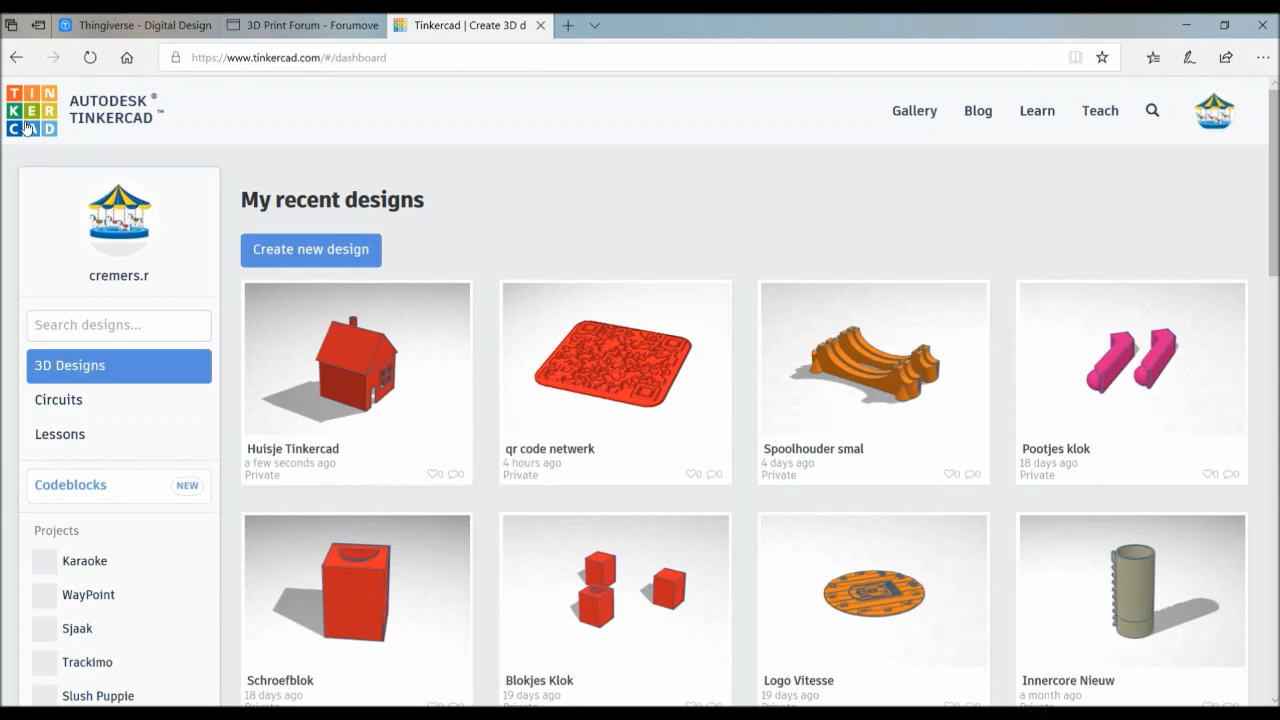 Thingiverse - Digital Design
3D Print Forum - Forumove
Tinkercad | Create 3D d
https://www.tinkercad.com/#/dashboard
TIN
KER
CAD
AUTODESK ®
TINKERCAD ™
Gallery
Blog
Learn
Teach
cremers.r
Search designs...
3D Designs
Circuits
Lessons
Codeblocks
NEW
Projects
Karaoke
WayPoint
Sjaak
Trackimo
Slush Puppie
My recent designs
Create new design
Huisje Tinkercad
a few seconds ago
Private
0 0
qr code netwerk
4 hours ago
Private
0 0
Spoolhouder smal
4 days ago
Private
0 0
Pootjes klok
18 days ago
Private
0 0
Schroefblok
18 days ago
Blokjes Klok
19 days ago
Logo Vitesse
19 days ago
Innercore Nieuw
a month ago